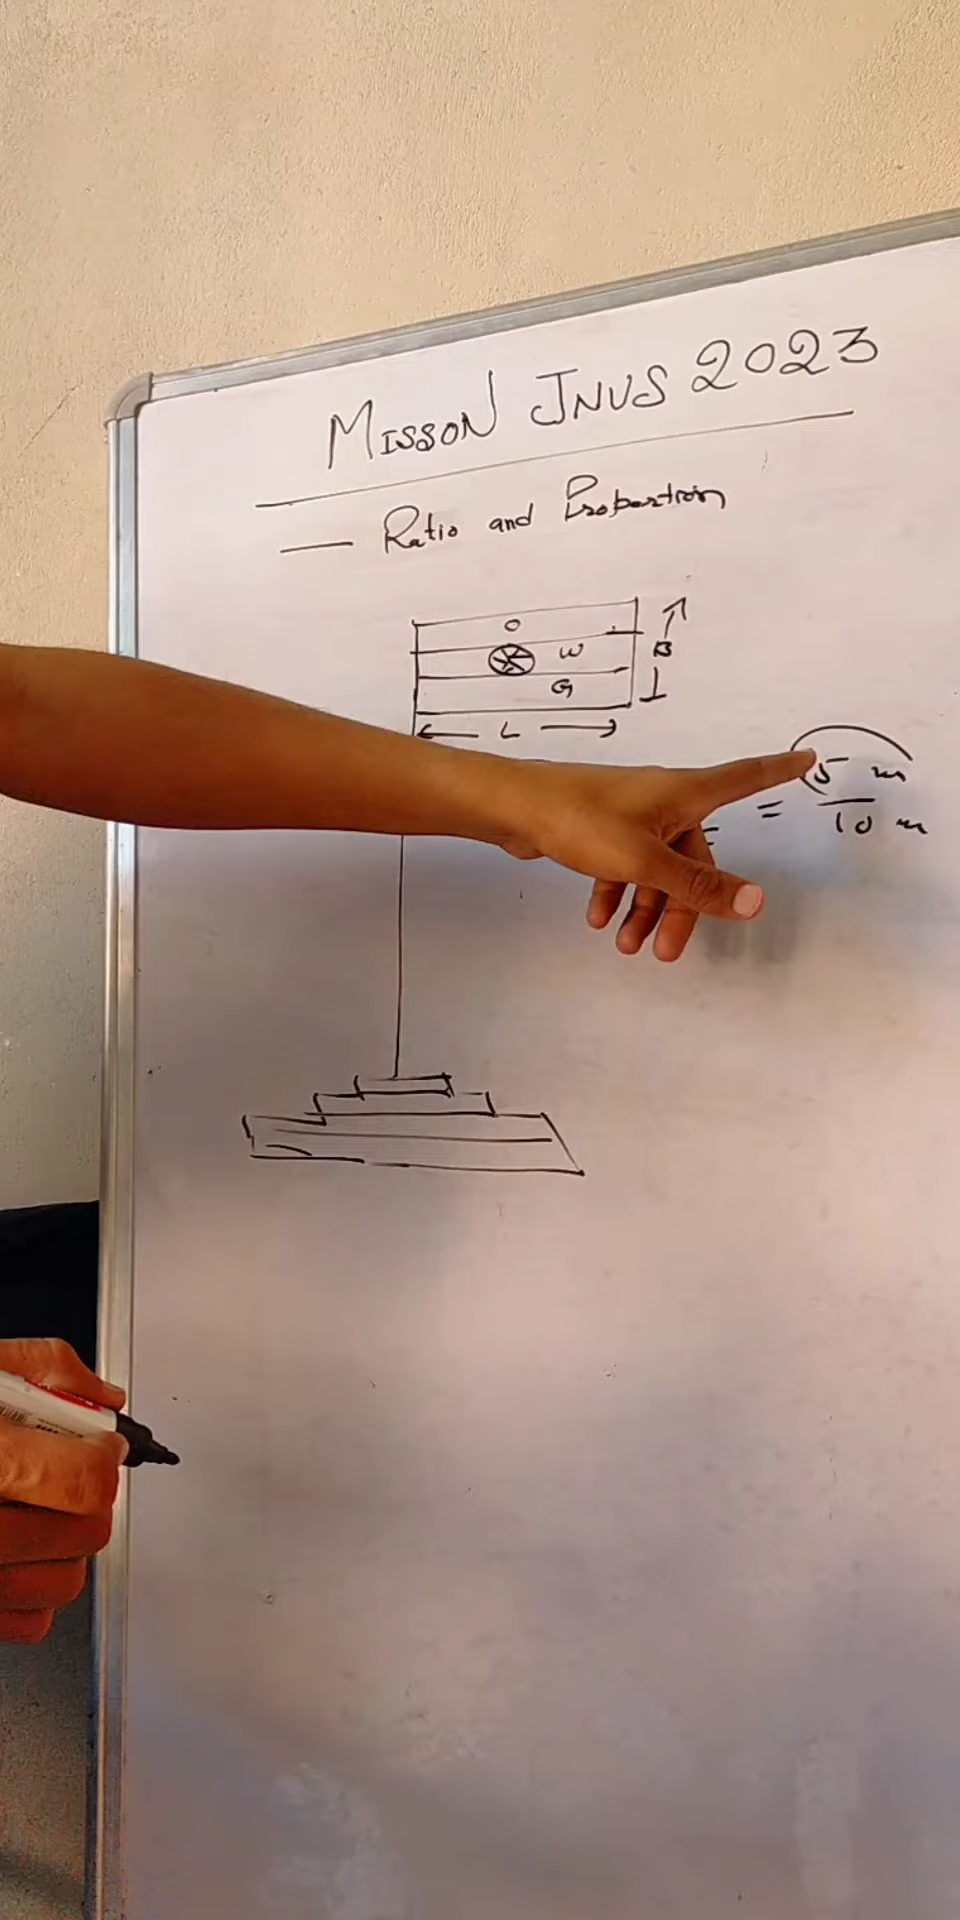 MISSON JNVS 2023
— Ratio and Proportion
O
W
B
G
L
= 5 m
10 m